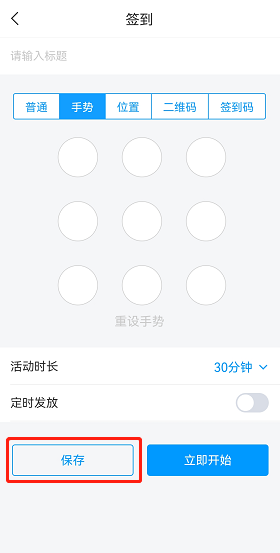 签到
请输入标题
普通 手势 位置 二维码 签到码
重设手势
活动时长 30分钟
定时发放
保存 立即开始